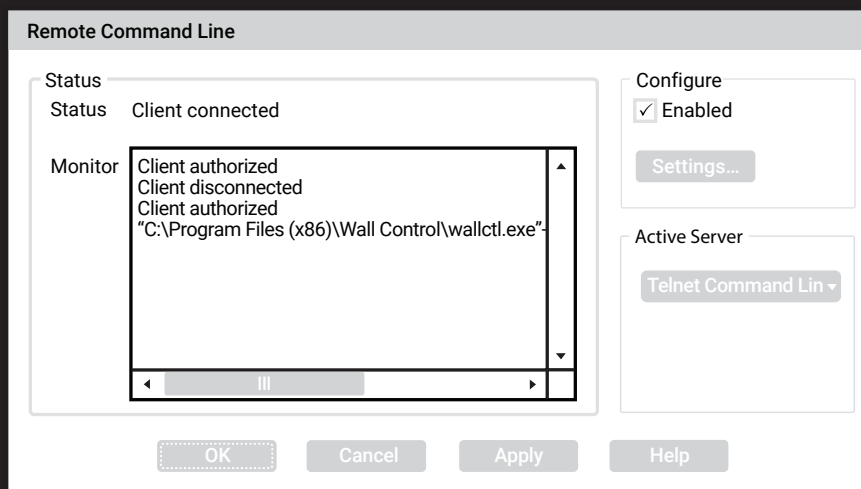 Remote Command Line
Status
Status Client connected
Monitor
Client authorized
Client disconnected
Client authorized
“C:\Program Files (x86)\Wall Control\wallctl.exe”-
Configure
✓ Enabled
Settings...
Active Server
Telnet Command Lin
OK
Cancel
Apply
Help